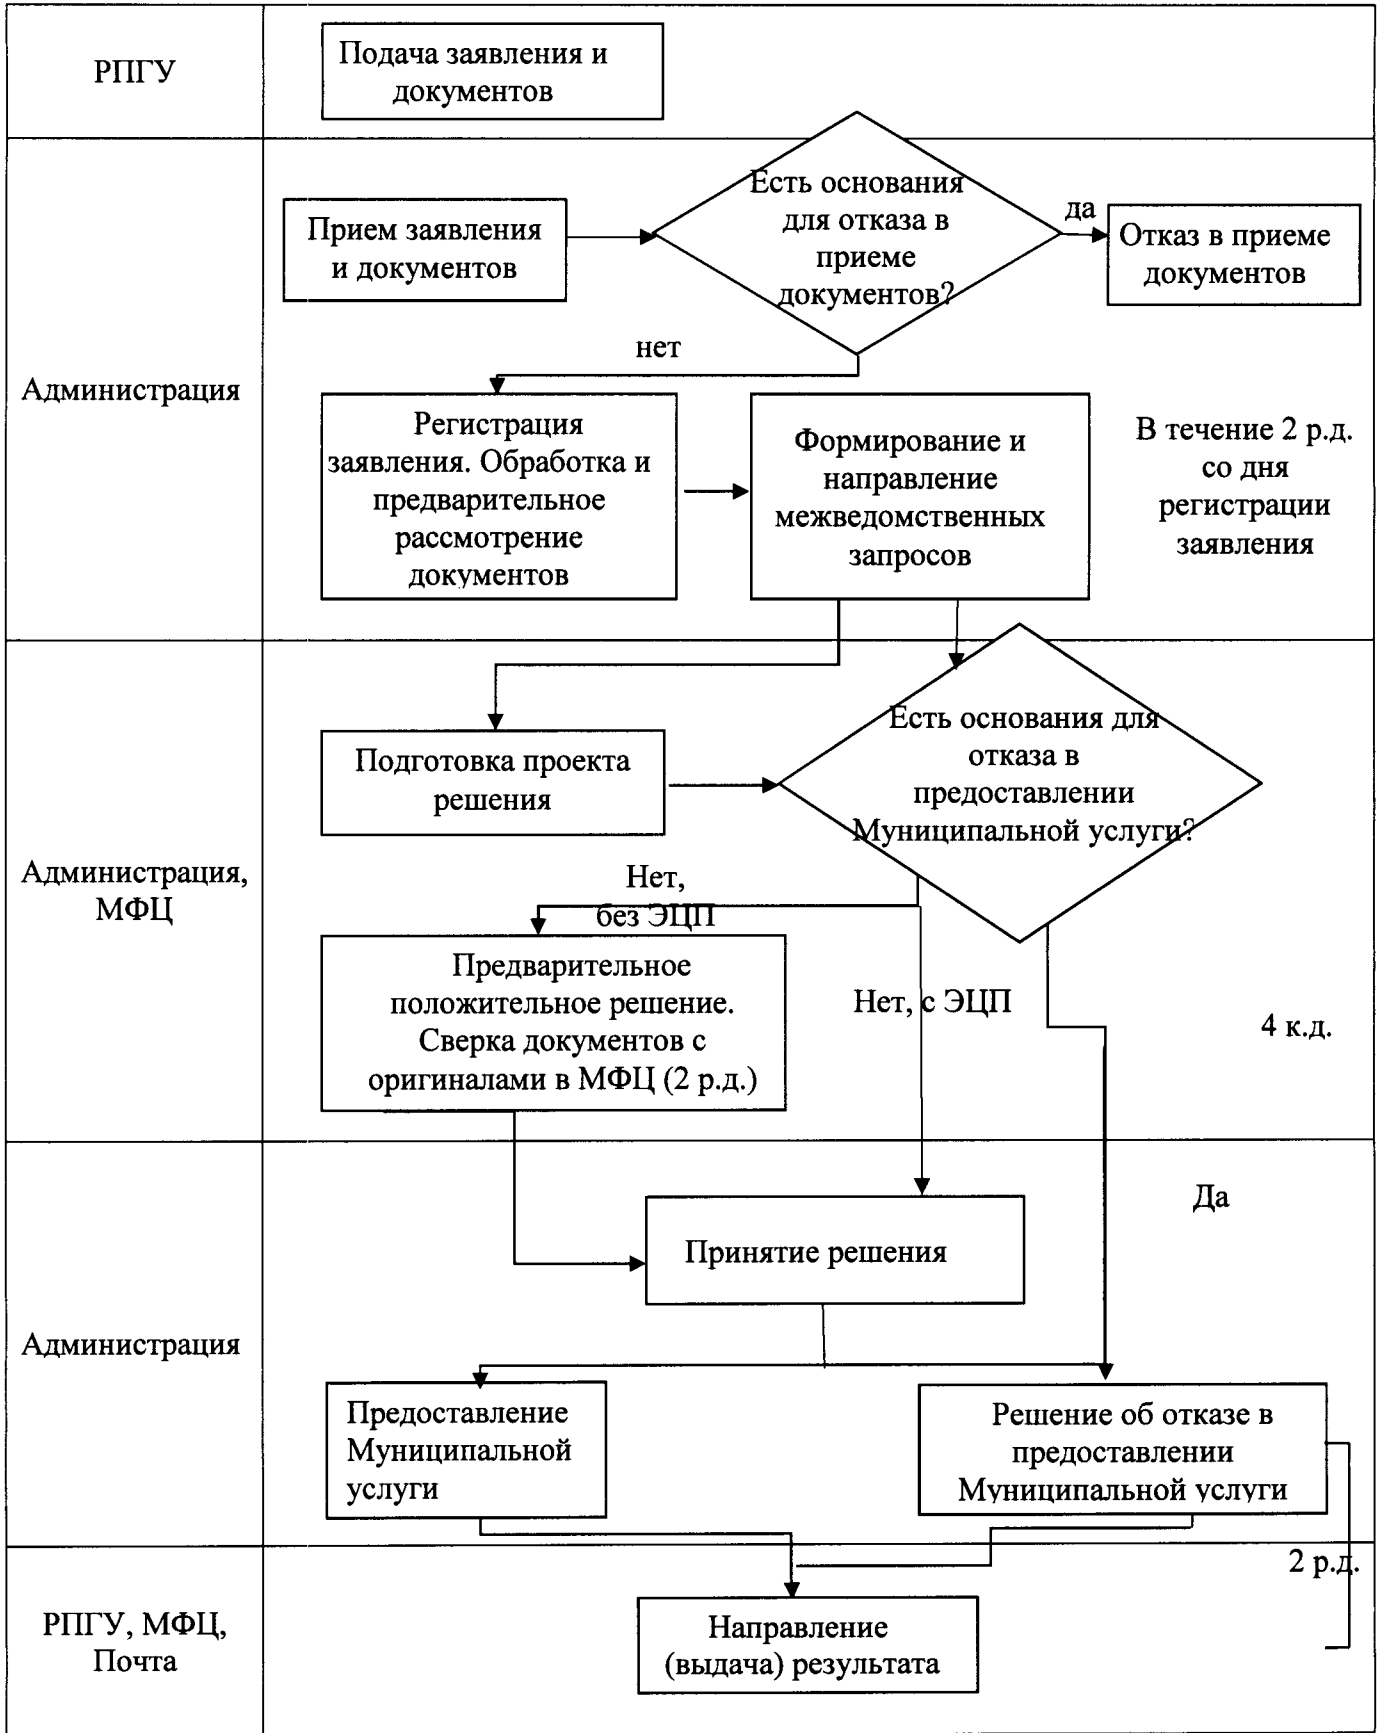 РПГУ
Подача заявления и
документов
Администрация
Прием заявления
и документов
Есть основания
для отказа в
приеме
документов?
да
Отказ в приеме
документов
нет
Регистрация
заявления. Обработка и
предварительное
рассмотрение
документов
Формирование и
направление
межведомственных
запросов
В течение 2 р.д.
со дня
регистрации
заявления
Администрация,
МФЦ
Подготовка проекта
решения
Есть основания для
отказа в
предоставлении
Муниципальной услуги?
Нет,
без ЭЦП
Предварительное
положительное решение.
Сверка документов с
оригиналами в МФЦ (2 р.д.)
Нет, с ЭЦП
4 к.д.
Администрация
Да
Принятие решения
Предоставление
Муниципальной
услуги
Решение об отказе в
предоставлении
Муниципальной услуги
2 р.д.
РПГУ, МФЦ,
Почта
Направление
(выдача) результата